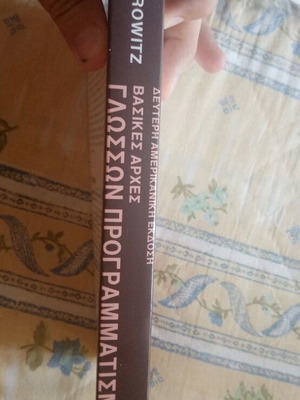 ROWITZ
ΔΕΥΤΕΡΗ ΑΜΕΡΙΚΑΝΙΚΗ ΕΚΔΟΣΗ
ΒΑΣΙΚΕΣ ΑΡΧΕΣ
ΓΛΩΣΣΩΝ ΠΡΟΓΡΑΜΜΑΤΙΣΜ